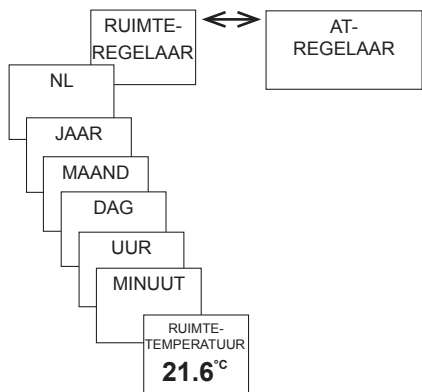 RUIMTE-
REGELAAR
AT-
REGELAAR
NL
JAAR
MAAND
DAG
UUR
MINUUT
RUIMTE-
TEMPERATUUR
21.6°C